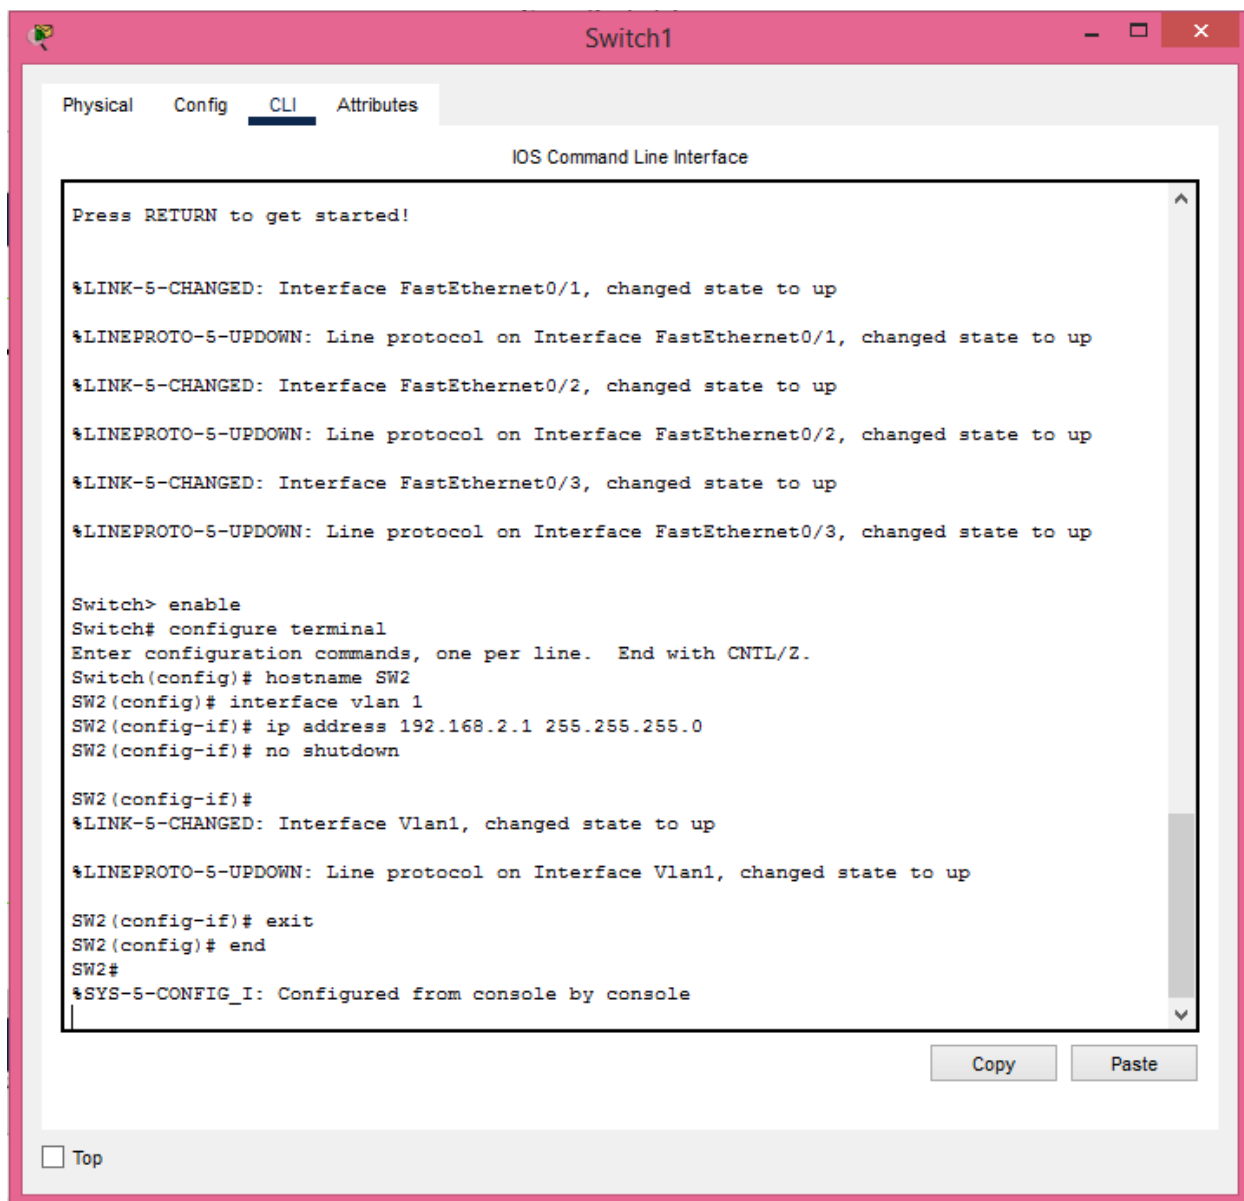 Switch1
Physical Config CLI Attributes
IOS Command Line Interface
Press RETURN to get started!
%LINK-5-CHANGED: Interface FastEthernet0/1, changed state to up
%LINEPROTO-5-UPDOWN: Line protocol on Interface FastEthernet0/1, changed state to up
%LINK-5-CHANGED: Interface FastEthernet0/2, changed state to up
%LINEPROTO-5-UPDOWN: Line protocol on Interface FastEthernet0/2, changed state to up
%LINK-5-CHANGED: Interface FastEthernet0/3, changed state to up
%LINEPROTO-5-UPDOWN: Line protocol on Interface FastEthernet0/3, changed state to up
Switch> enable
Switch# configure terminal
Enter configuration commands, one per line.  End with CNTL/Z.
Switch(config)# hostname SW2
SW2(config)# interface vlan 1
SW2(config-if)# ip address 192.168.2.1 255.255.255.0
SW2(config-if)# no shutdown
SW2(config-if)#
%LINK-5-CHANGED: Interface Vlan1, changed state to up
%LINEPROTO-5-UPDOWN: Line protocol on Interface Vlan1, changed state to up
SW2(config-if)# exit
SW2(config)# end
SW2#
%SYS-5-CONFIG_I: Configured from console by console
Copy Paste
Top